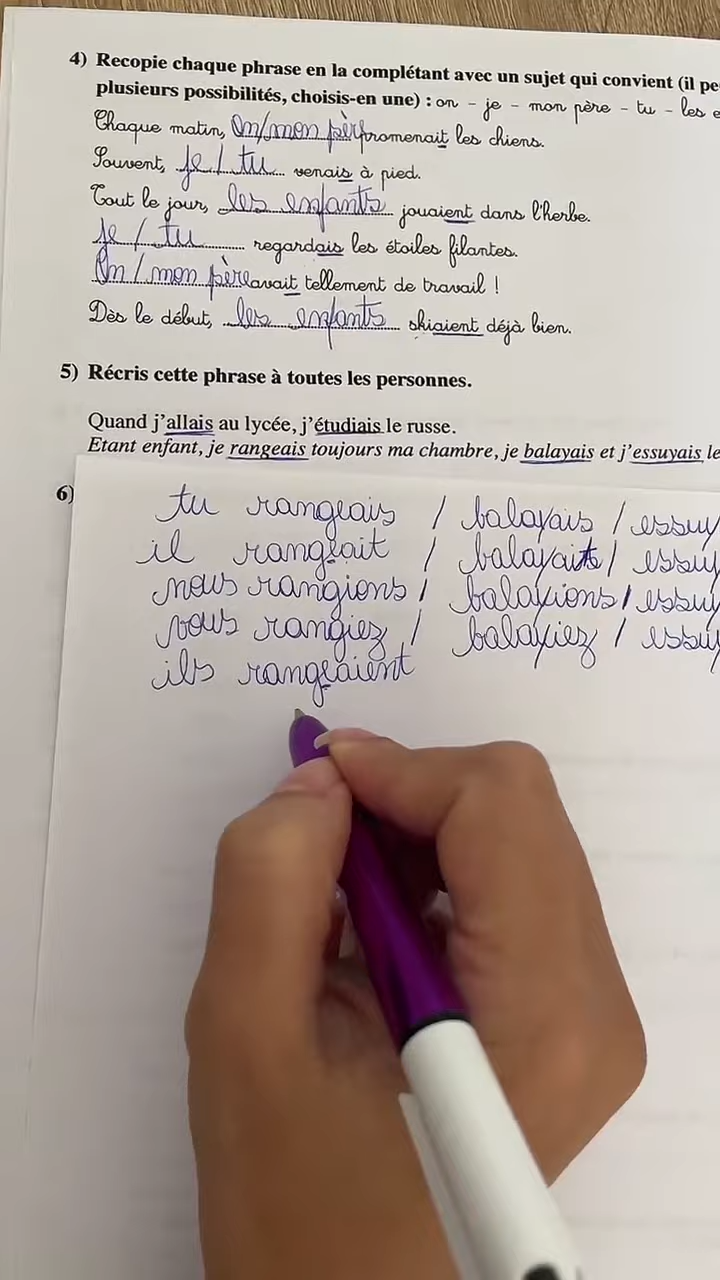 4) Recopie chaque phrase en la complétant avec un sujet qui convient (il pe
plusieurs possibilités, choisis-en une) : on - je - mon père - tu - les e
Chaque matin, On/mon père promenait les chiens.
Souvent, je / tu venais à pied.
Tout le jour, les enfants jouaient dans l'herbe.
je / tu regardais les étoiles filantes.
On / mon père avait tellement de travail !
Dès le début, les enfants skiaient déjà bien.
5) Récris cette phrase à toutes les personnes.
Quand j'allais au lycée, j'étudiais le russe.
Etant enfant, je rangeais toujours ma chambre, je balayais et j'essuyais le
6)
tu rangeais / balayais / essuy
il rangeait / balayait / essuy
nous rangions / balayions / essuy
vous rangiez / balayiez / essuy
ils rangeaient